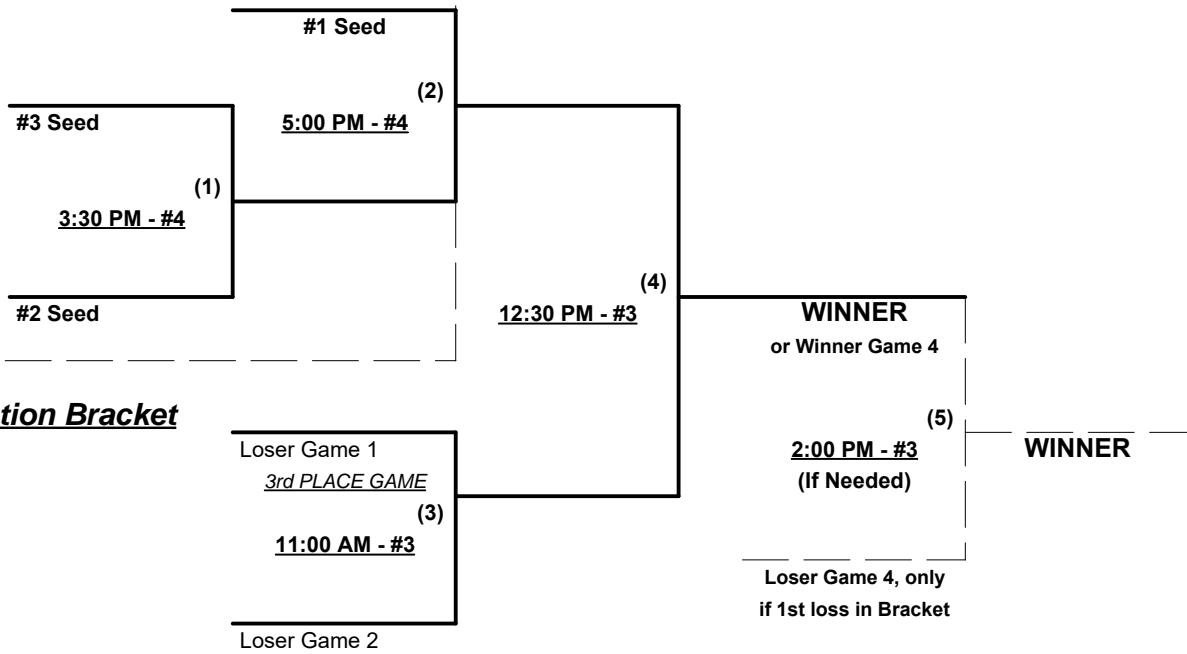 #1 Seed
(2)
#3 Seed
5:00 PM - #4
(1)
3:30 PM - #4
(4)
#2 Seed
12:30 PM - #3
WINNER
or Winner Game 4
tion Bracket
(5)
Loser Game 1
2:00 PM - #3
WINNER
3rd PLACE GAME
(If Needed)
(3)
11:00 AM - #3
Loser Game 4, only
if 1st loss in Bracket
Loser Game 2